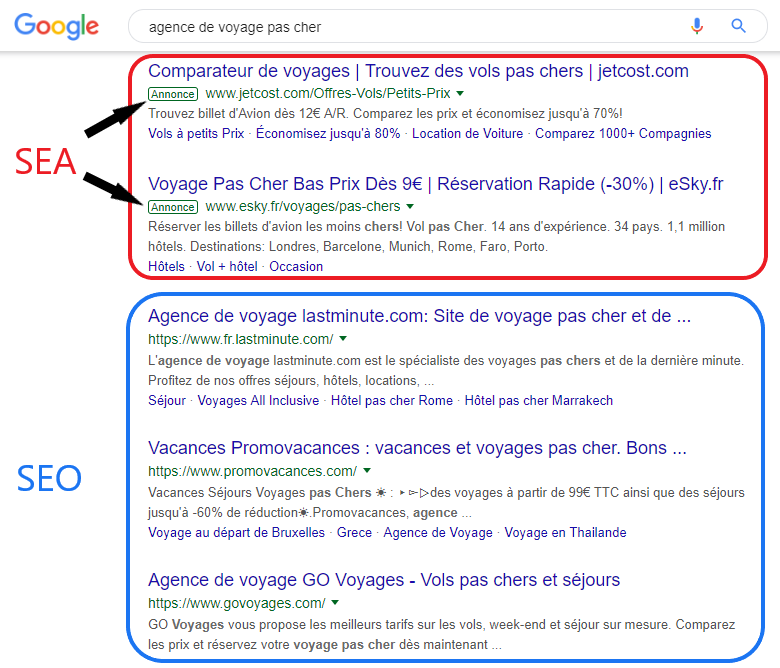 Google
agence de voyage pas cher
Comparateur de voyages | Trouvez des vols pas chers | jetcost.com
Annonce www.jetcost.com/Offres-Vols/Petits-Prix
Trouvez billet d'Avion dès 12€ A/R. Comparez les prix et économisez jusqu'à 70%!
Vols à petits Prix · Économisez jusqu'à 80% · Location de Voiture · Comparez 1000+ Compagnies
SEA
Voyage Pas Cher Bas Prix Dès 9€ | Réservation Rapide (-30%) | eSky.fr
Annonce www.esky.fr/voyages/pas-chers
Réserver les billets d'avion les moins chers! Vol pas Cher. 14 ans d'expérience. 34 pays. 1,1 million
hôtels. Destinations: Londres, Barcelone, Munich, Rome, Faro, Porto.
Hôtels · Vol + hôtel · Occasion
Agence de voyage lastminute.com: Site de voyage pas cher et de ...
https://www.fr.lastminute.com/
L'agence de voyage lastminute.com est le spécialiste des voyages pas chers et de la dernière minute.
Profitez de nos offres séjours, hôtels, locations, ...
Séjour · Voyages All Inclusive · Hôtel pas cher Rome · Hôtel pas cher Marrakech
Vacances Promovacances : vacances et voyages pas cher. Bons ...
https://www.promovacances.com/
SEO
Vacances Séjours Voyages pas Chers ☀ : ‣ ➻ ▷des voyages à partir de 99€ TTC ainsi que des séjours
jusqu'à -60% de réduction☀.Promovacances, agence ...
Voyage au départ de Bruxelles · Grece · Agence de Voyage · Voyage en Thailande
Agence de voyage GO Voyages - Vols pas chers et séjours
https://www.govoyages.com/
GO Voyages vous propose les meilleurs tarifs sur les vols, week-end et séjour sur mesure. Comparez
les prix et réservez votre voyage pas cher dès maintenant ...